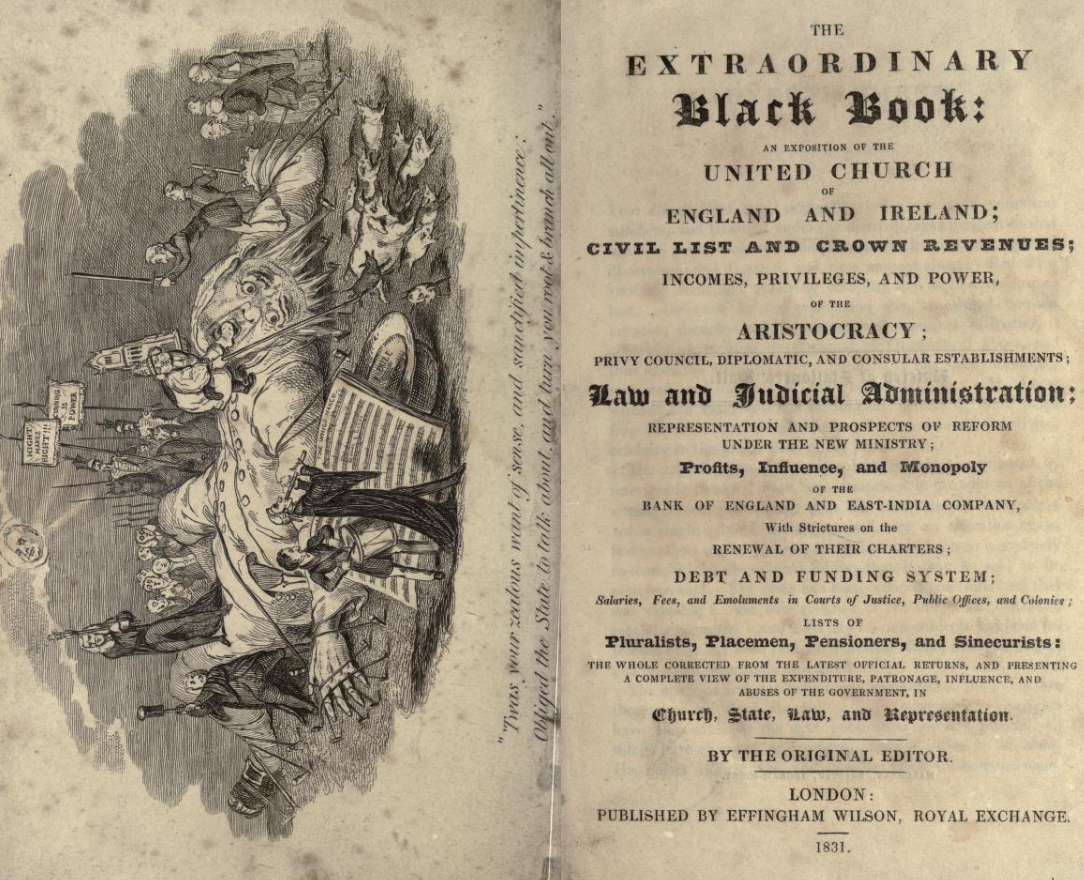 MIGHT
MAKES
RIGHT!!!
CUNNING
IS
POWER
"Twas your zealous want of sense, and sanctified impertinence;
Obliged the State to talk about, and turn you root & branch all out..."
THE
EXTRAORDINARY
Black Book:
AN EXPOSITION OF THE
UNITED CHURCH
OF
ENGLAND AND IRELAND;
CIVIL LIST AND CROWN REVENUES;
INCOMES, PRIVILEGES, AND POWER,
OF THE
ARISTOCRACY;
PRIVY COUNCIL, DIPLOMATIC, AND CONSULAR ESTABLISHMENTS;
Law and Judicial Administration;
REPRESENTATION AND PROSPECTS OF REFORM
UNDER THE NEW MINISTRY;
Profits, Influence, and Monopoly
OF THE
BANK OF ENGLAND AND EAST-INDIA COMPANY,
With Strictures on the
RENEWAL OF THEIR CHARTERS;
DEBT AND FUNDING SYSTEM;
Salaries, Fees, and Emoluments in Courts of Justice, Public Offices, and Colonies;
LISTS OF
Pluralists, Placemen, Pensioners, and Sinecurists:
THE WHOLE CORRECTED FROM THE LATEST OFFICIAL RETURNS, AND PRESENTING
A COMPLETE VIEW OF THE EXPENDITURE, PATRONAGE, INFLUENCE, AND
ABUSES OF THE GOVERNMENT, IN
Church, State, Law, and Representation.
BY THE ORIGINAL EDITOR.
LONDON:
PUBLISHED BY EFFINGHAM WILSON, ROYAL EXCHANGE.
1831.